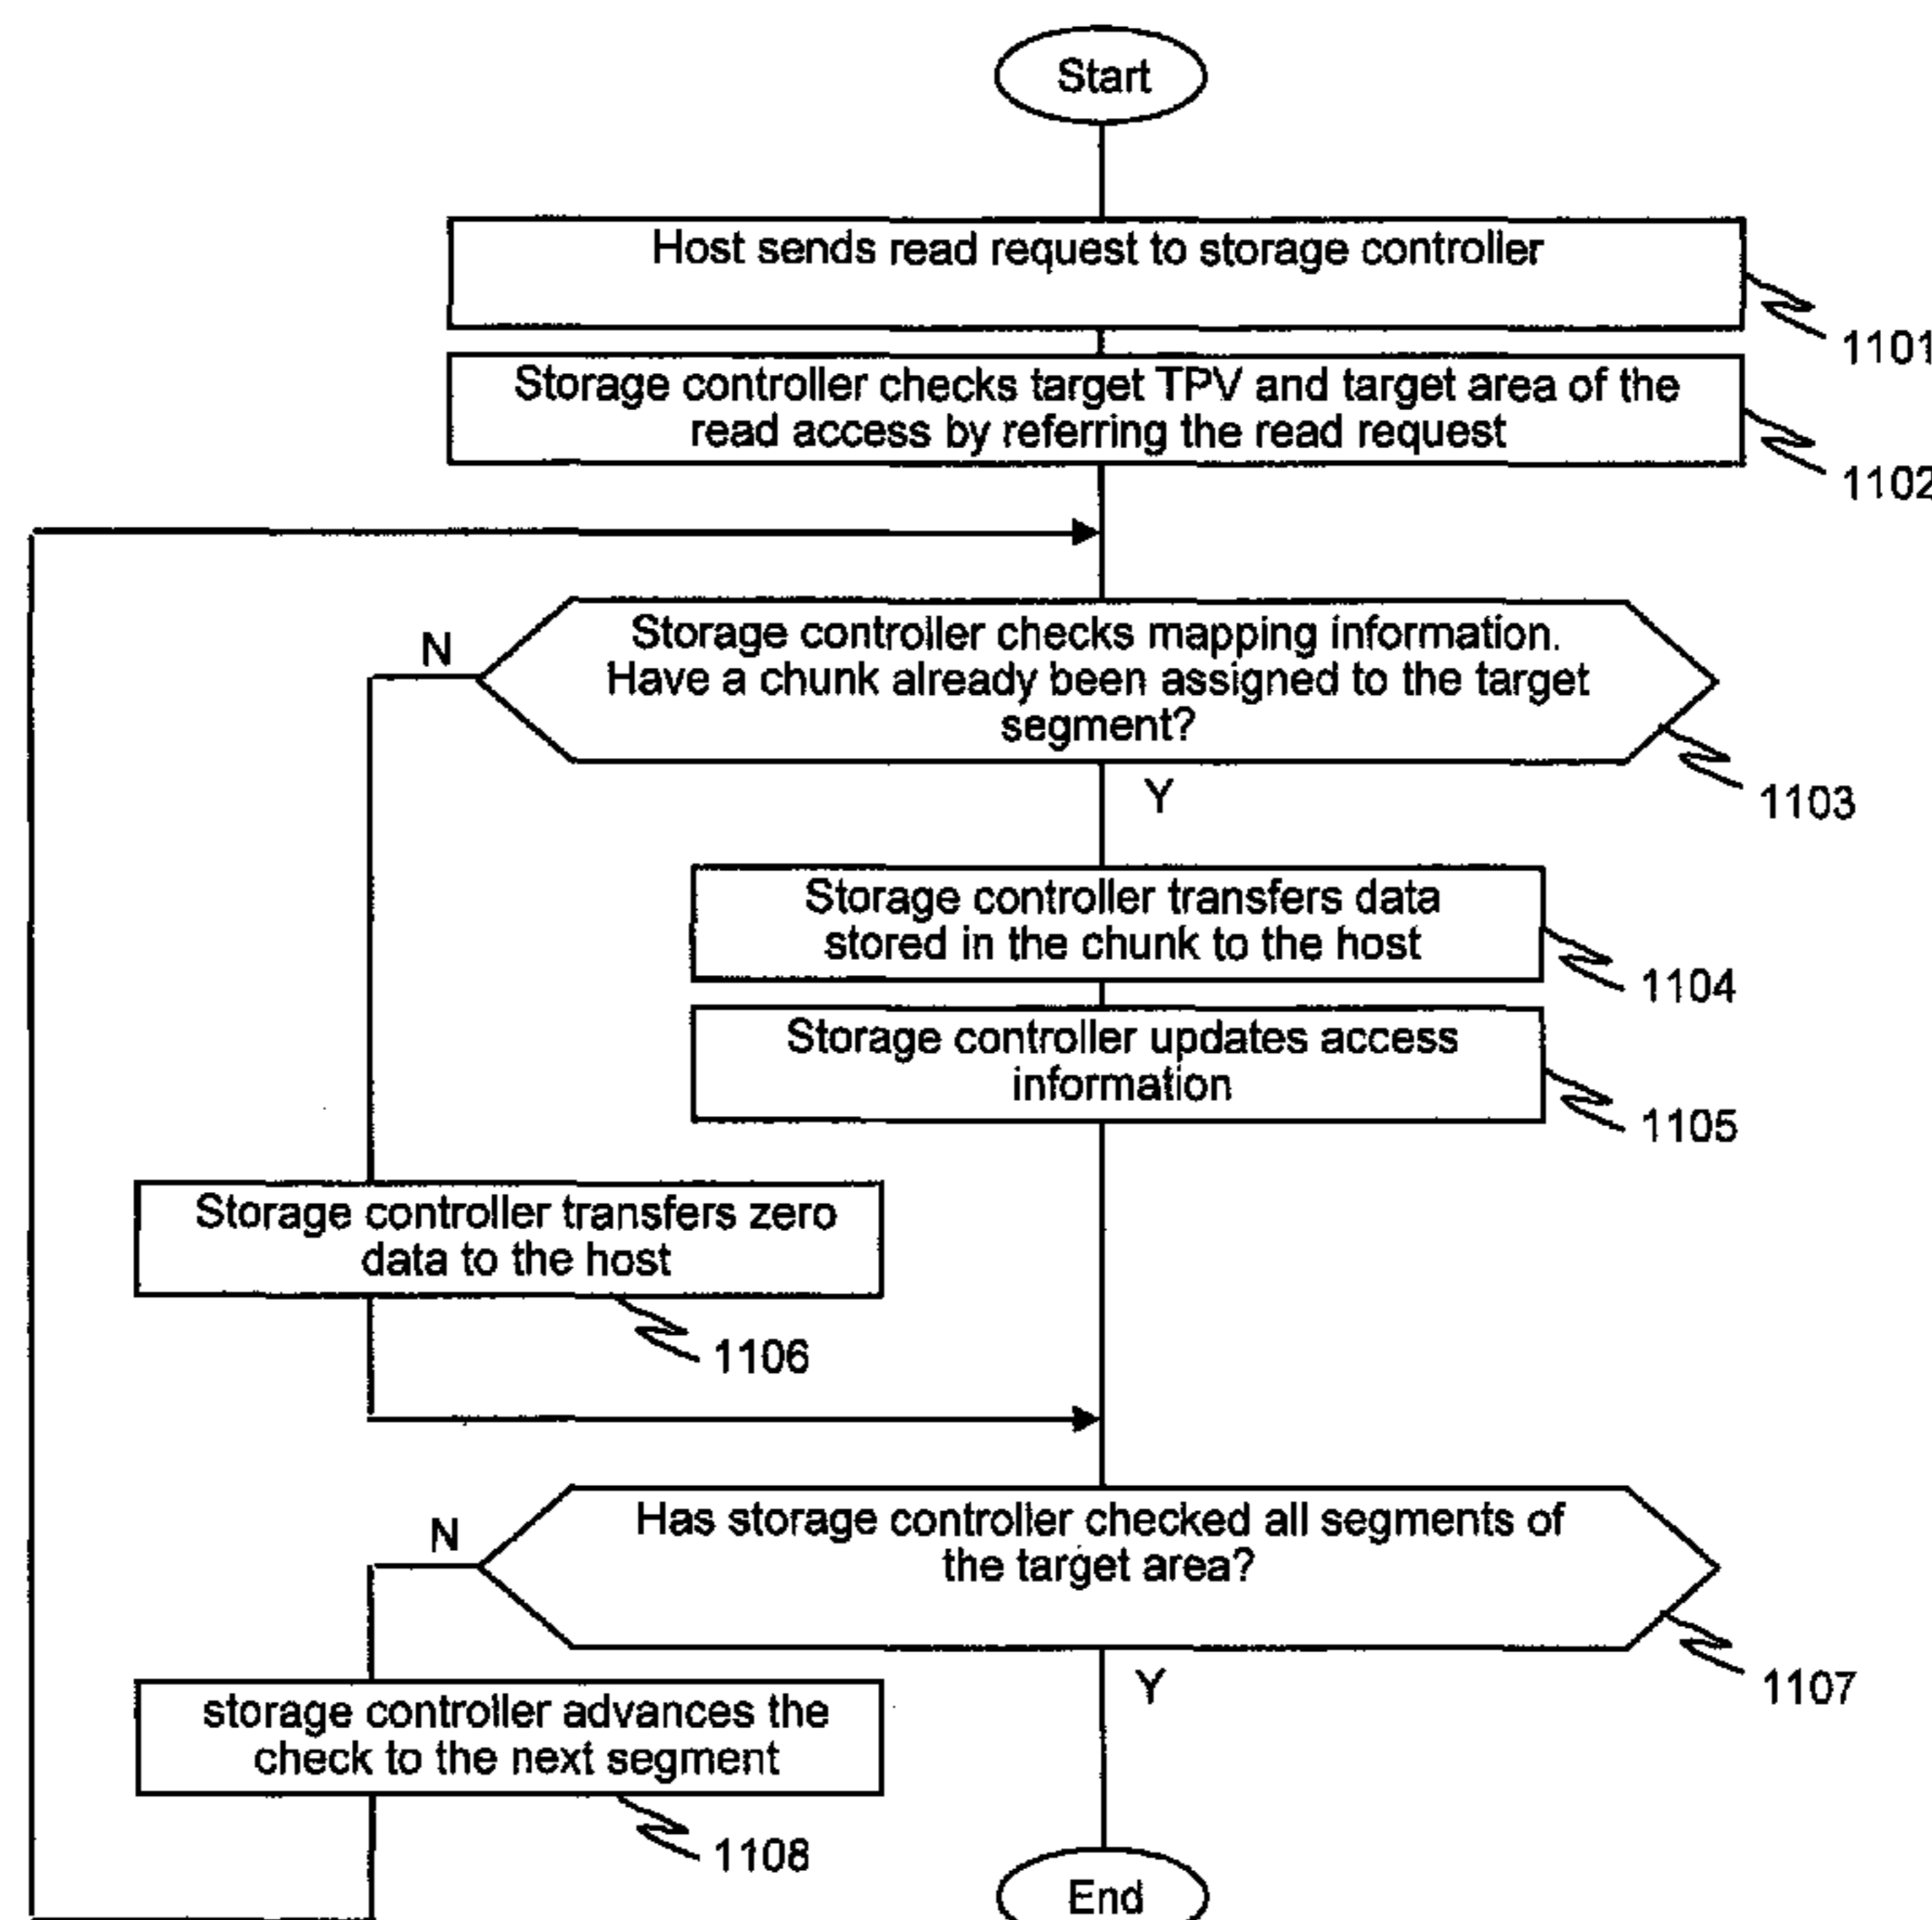 Start
Host sends read request to storage controller
1101
Storage controller checks target TPV and target area of the
read access by referring the read request
1102
N
Storage controller checks mapping information.
Have a chunk already been assigned to the target
segment?
1103
Y
Storage controller transfers data
stored in the chunk to the host
1104
Storage controller updates access
information
1105
Storage controller transfers zero
data to the host
1106
N
Has storage controller checked all segments of
the target area?
1107
Y
storage controller advances the
check to the next segment
1108
End